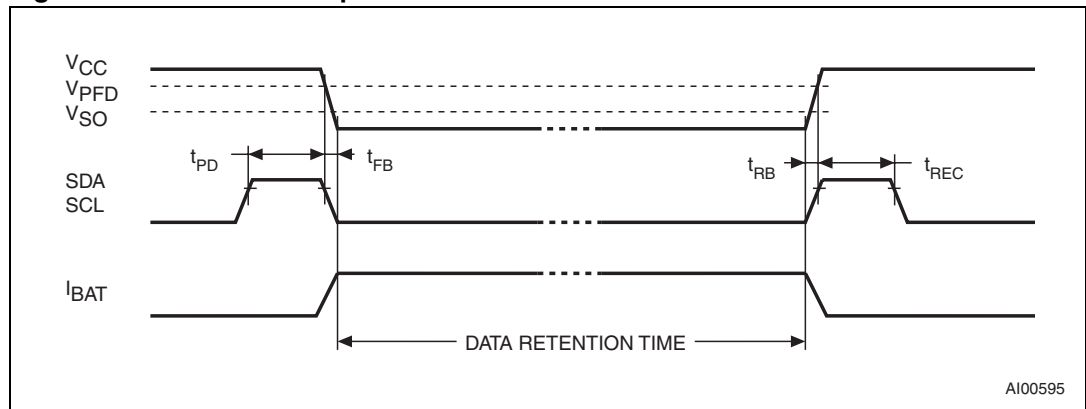 VCC
VPFD
VSO
tPD
tFB
tRB
tREC
SDA
SCL
IBAT
DATA RETENTION TIME
AI00595